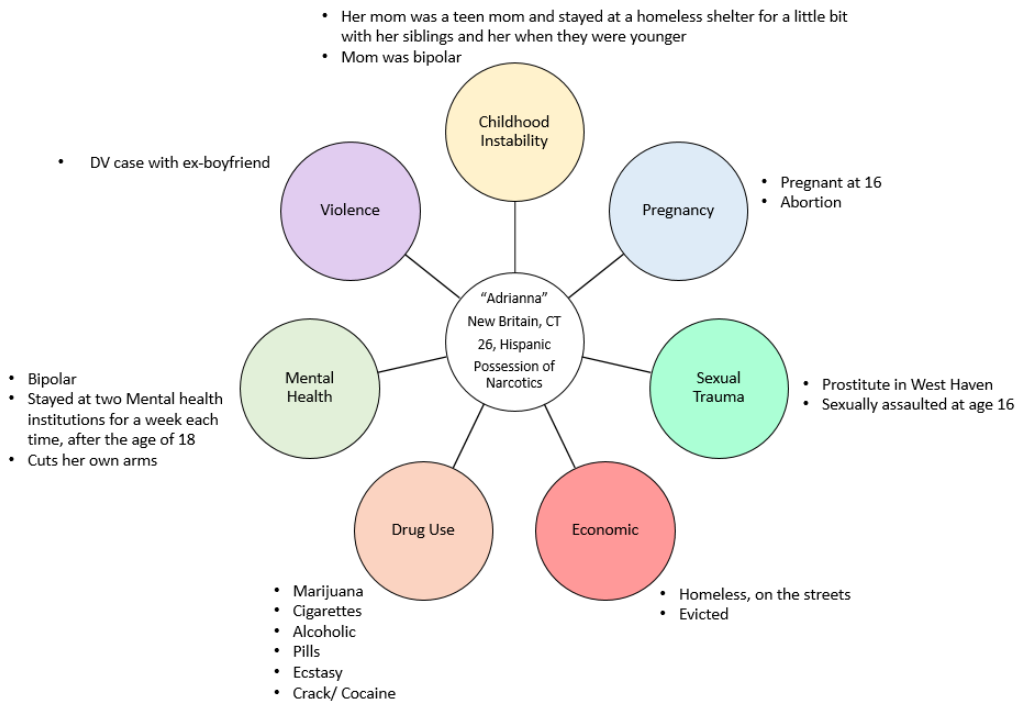 • Her mom was a teen mom and stayed at a homeless shelter for a little bit
with her siblings and her when they were younger
• Mom was bipolar
Childhood
Instability
• DV case with ex-boyfriend
Violence
Pregnancy
• Pregnant at 16
• Abortion
“Adrianna”
New Britain, CT
26, Hispanic
Possession of
Narcotics
• Bipolar
• Stayed at two Mental health
institutions for a week each
time, after the age of 18
• Cuts her own arms
Mental
Health
Sexual
Trauma
• Prostitute in West Haven
• Sexually assaulted at age 16
Drug Use
• Marijuana
• Cigarettes
• Alcoholic
• Pills
• Ecstasy
• Crack/ Cocaine
Economic
• Homeless, on the streets
• Evicted